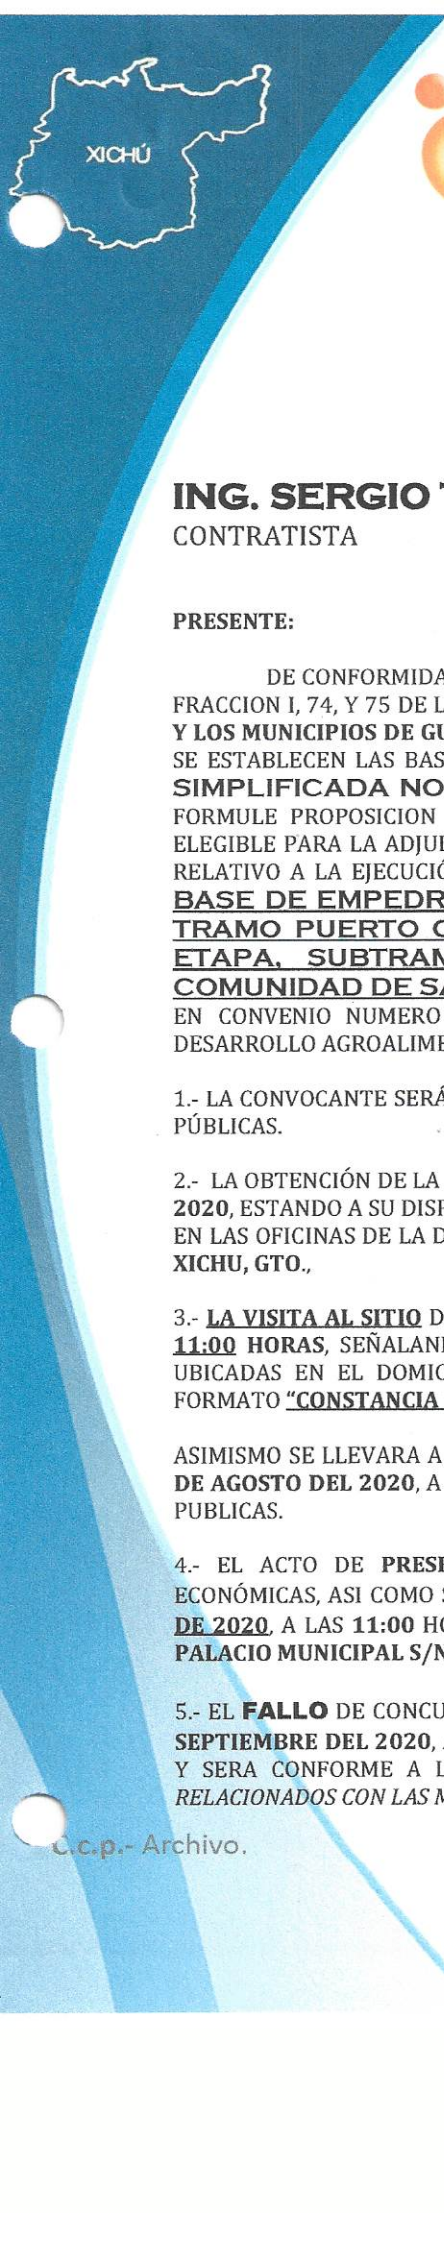 XICHÚ
ING. SERGIO
CONTRATISTA
PRESENTE:
DE CONFORMIDA
FRACCION I, 74, Y 75 DE L
Y LOS MUNICIPIOS DE GU
SE ESTABLECEN LAS BAS
SIMPLIFICADA NO
FORMULE PROPOSICION
ELEGIBLE PARA LA ADJU
RELATIVO A LA EJECUCIÓ
BASE DE EMPEDR
TRAMO PUERTO
ETAPA, SUBTRAM
COMUNIDAD DE SA
EN CONVENIO NUMERO
DESARROLLO AGROALIME
1.- LA CONVOCANTE SERÁ
PÚBLICAS.
2.- LA OBTENCIÓN DE LA
2020, ESTANDO A SU DISP
EN LAS OFICINAS DE LA D
XICHU, GTO.,
3.- LA VISITA AL SITIO D
11:00 HORAS, SEÑALAN
UBICADAS EN EL DOMIC
FORMATO "CONSTANCIA
ASIMISMO SE LLEVARA A
DE AGOSTO DEL 2020, A
PUBLICAS.
4.- EL ACTO DE PRESE
ECONÓMICAS, ASI COMO
DE 2020, A LAS 11:00 HO
PALACIO MUNICIPAL S/N
5.- EL FALLO DE CONCU
SEPTIEMBRE DEL 2020,
Y SERA CONFORME A L
RELACIONADOS CON LAS M
C.c.p.- Archivo.